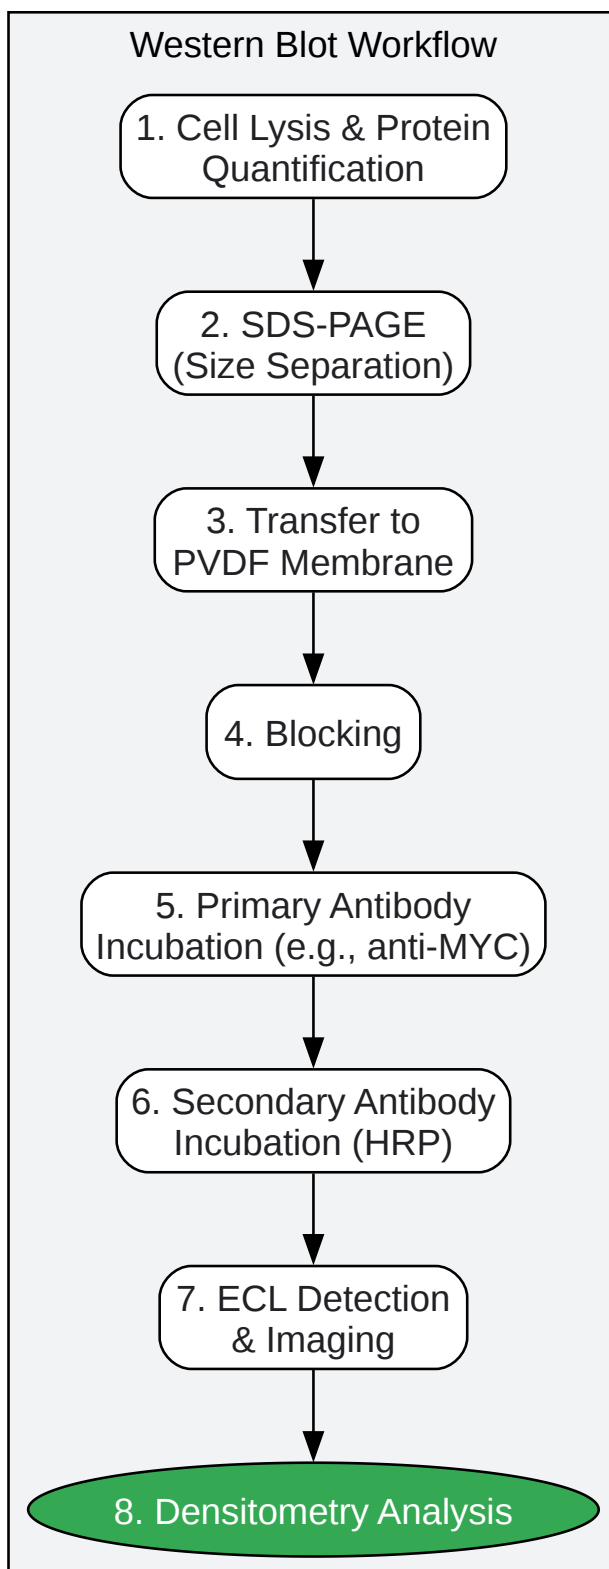 Western Blot Workflow
1. Cell Lysis & Protein
Quantification
2. SDS-PAGE
(Size Separation)
3. Transfer to
PVDF Membrane
4. Blocking
5. Primary Antibody
Incubation (e.g., anti-MYC)
6. Secondary Antibody
Incubation (HRP)
7. ECL Detection
& Imaging
8. Densitometry Analysis